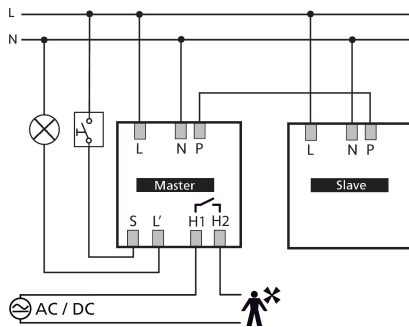 L
N
L N P
L N P
Master
Slave
S L' H1 H2
AC / DC